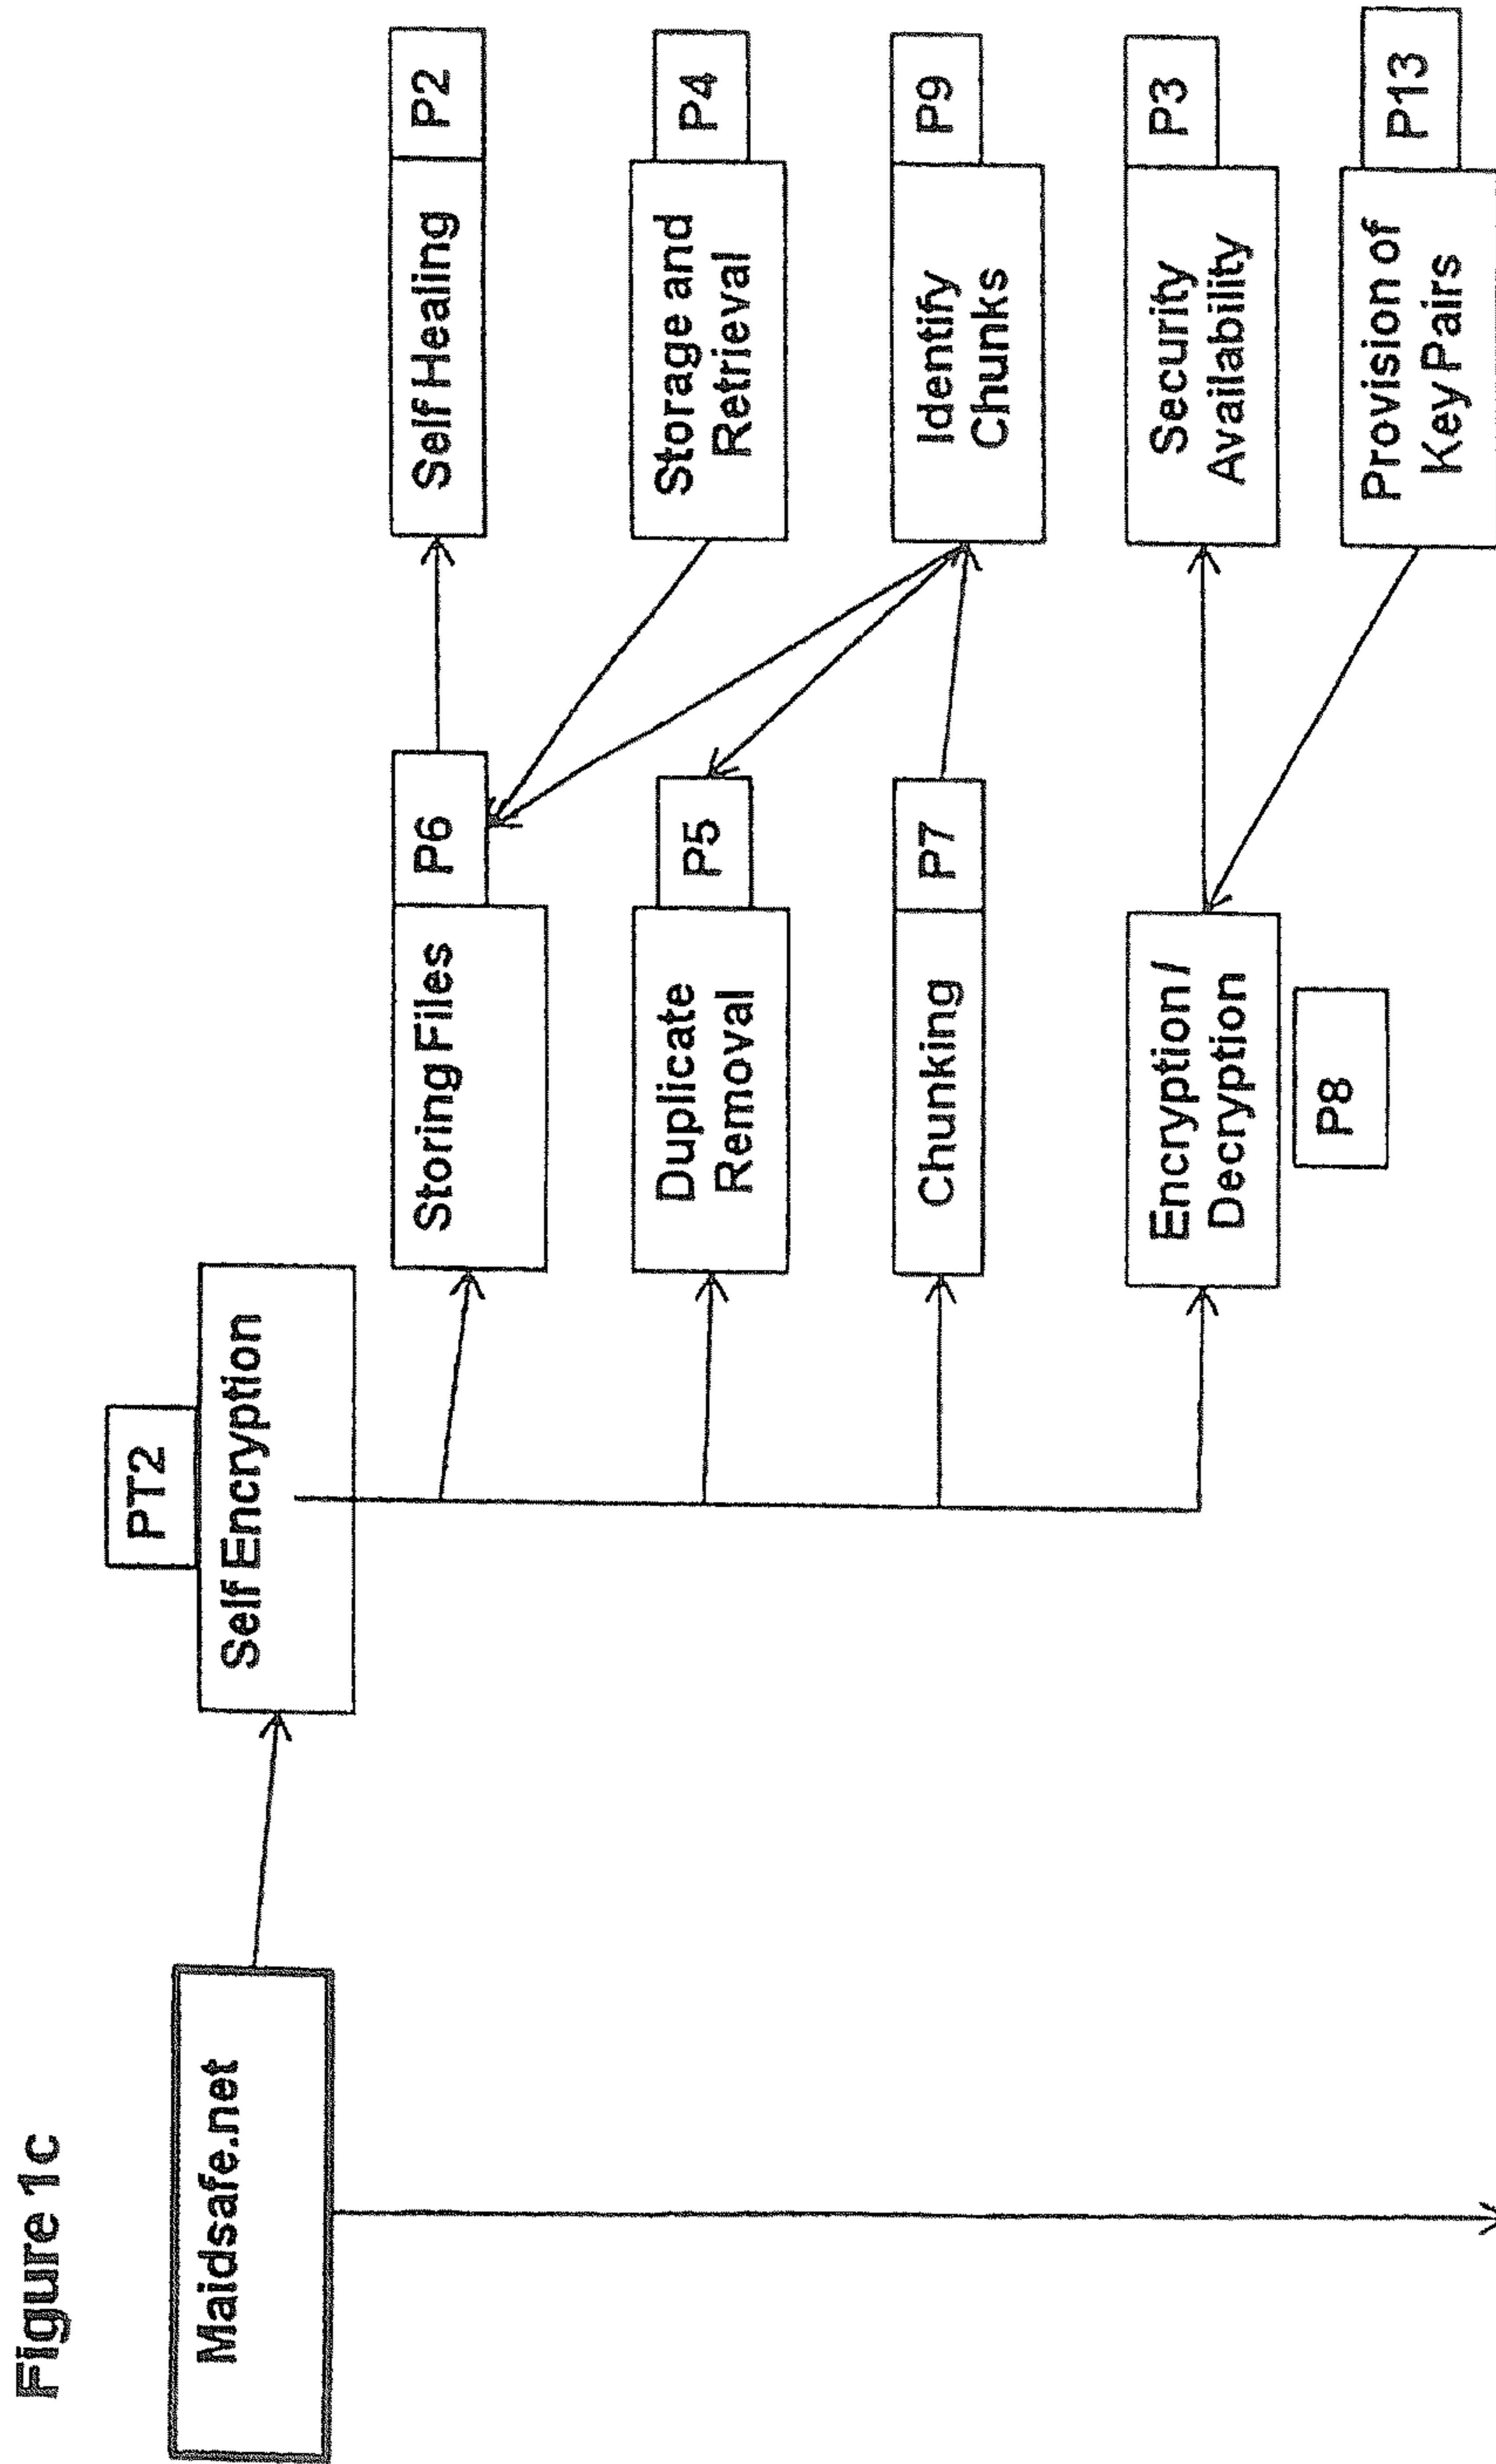 Figure 1c
Maidsafe.net
PT2
Self Encryption
Storing Files
P6
Self Healing
P2
Duplicate
Removal
P5
Storage and
Retrieval
P4
Chunking
P7
Identify
Chunks
P9
Encryption /
Decryption
P8
Security
Availability
P3
Provision of
Key Pairs
P13